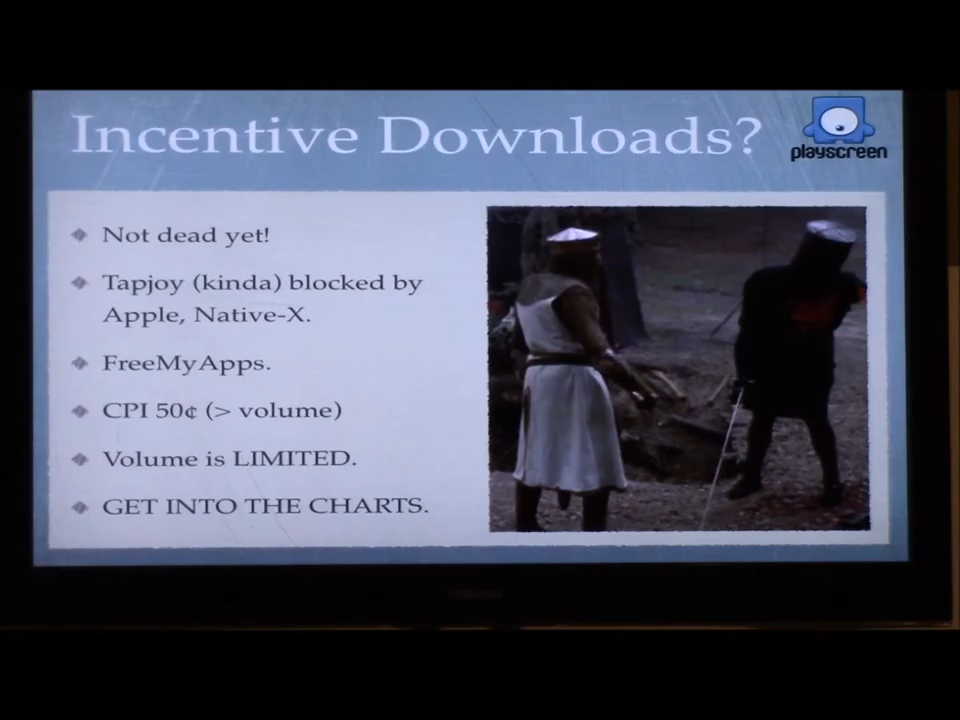 Incentive Downloads?
playscreen
Not dead yet!
Tapjoy (kinda) blocked by
Apple, Native-X.
FreeMyApps.
CPI 50¢ (> volume)
Volume is LIMITED.
GET INTO THE CHARTS.